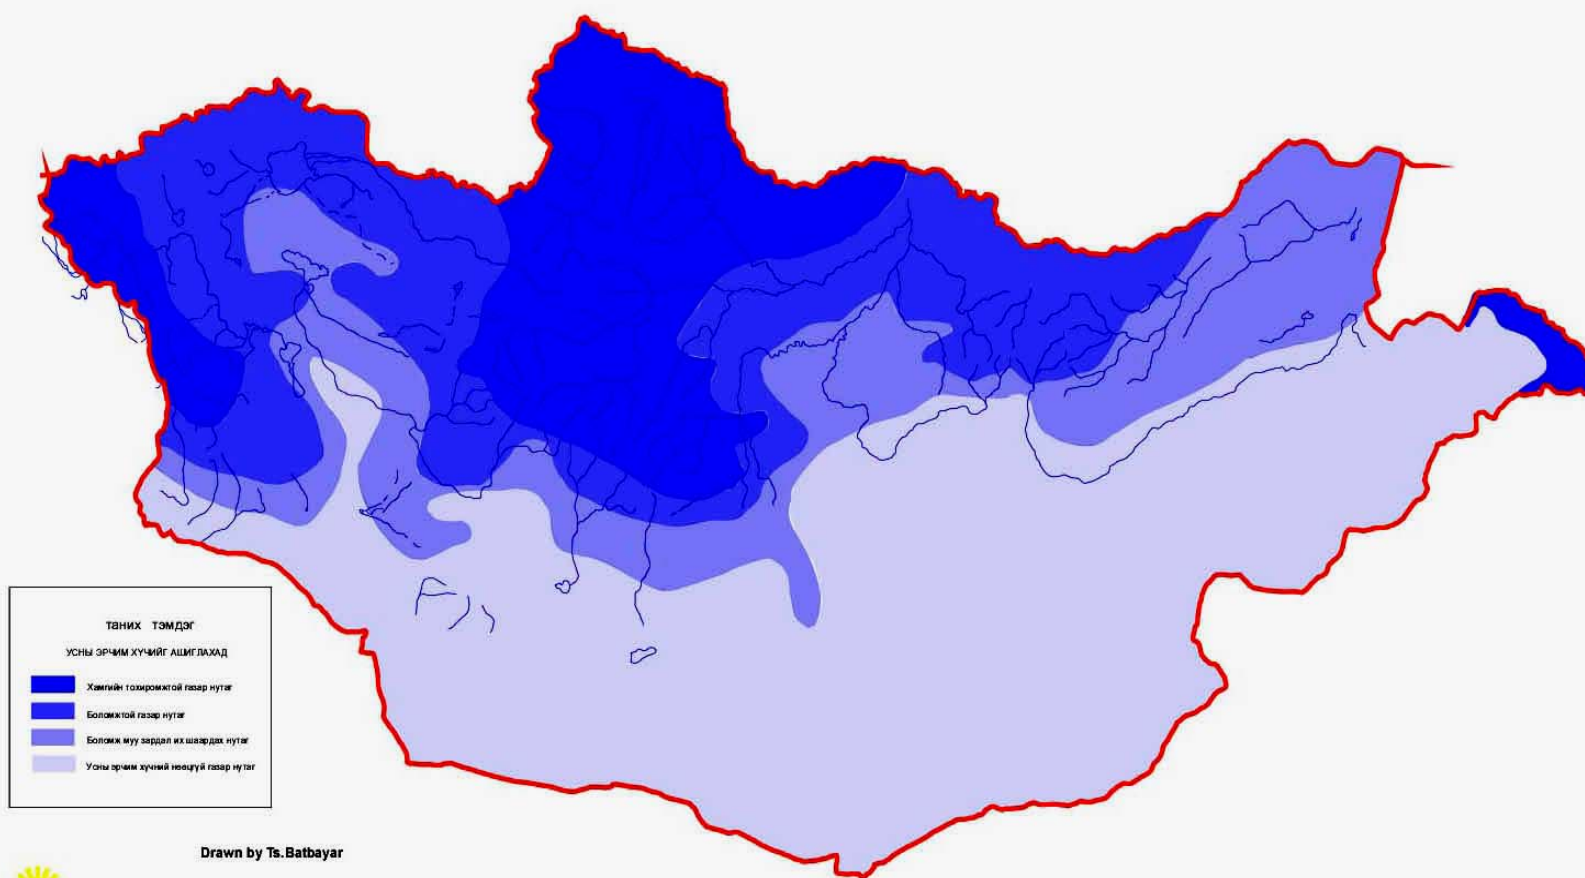 таних тэмдэг
УСНЫ ЭРЧИМ ХҮЧИЙГ АШИГЛАХАД
Хамгийн тохиромжтой газар нутаг
Боломжтой газар нутаг
Боломж муу зардал их шаардах нутаг
Усны эрчим хүчний нөөцгүй газар нутаг
Drawn by Ts.Batbayar